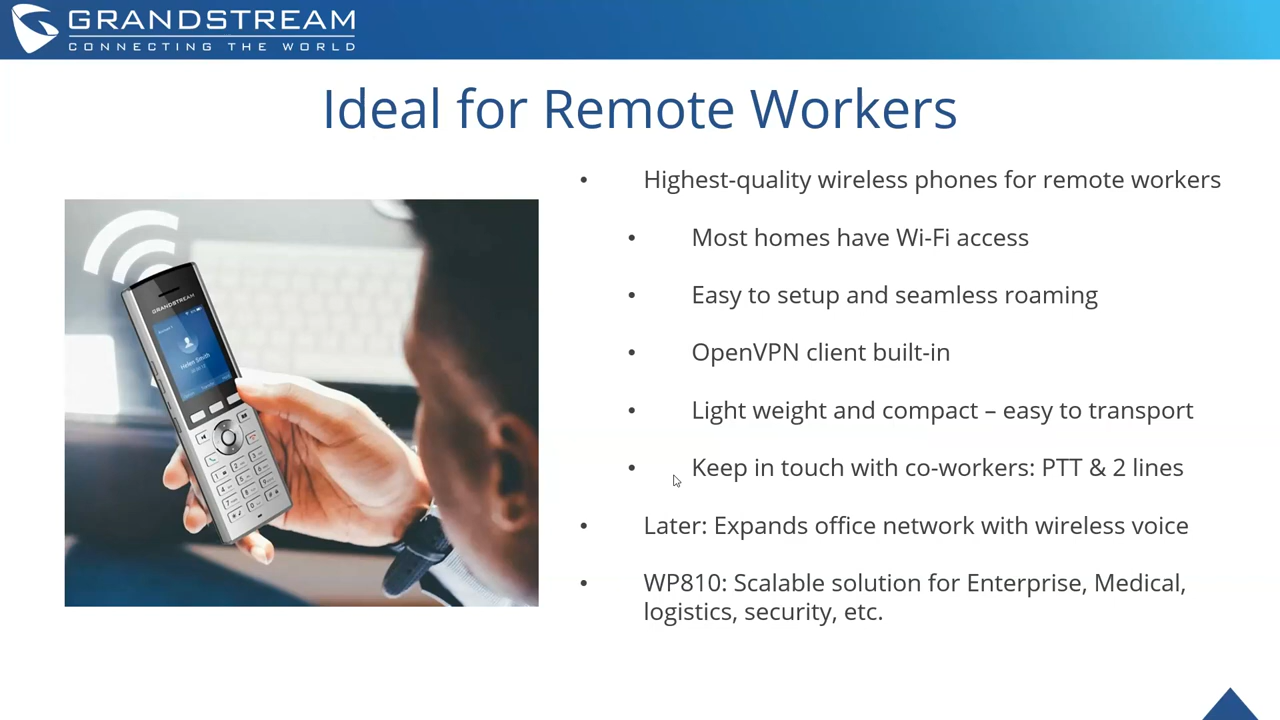 GRANDSTREAM
CONNECTING THE WORLD
Ideal for Remote Workers
• Highest-quality wireless phones for remote workers
• Most homes have Wi-Fi access
• Easy to setup and seamless roaming
• OpenVPN client built-in
• Light weight and compact – easy to transport
• Keep in touch with co-workers: PTT & 2 lines
• Later: Expands office network with wireless voice
• WP810: Scalable solution for Enterprise, Medical,
logistics, security, etc.
GRANDSTREAM
Helen Smith